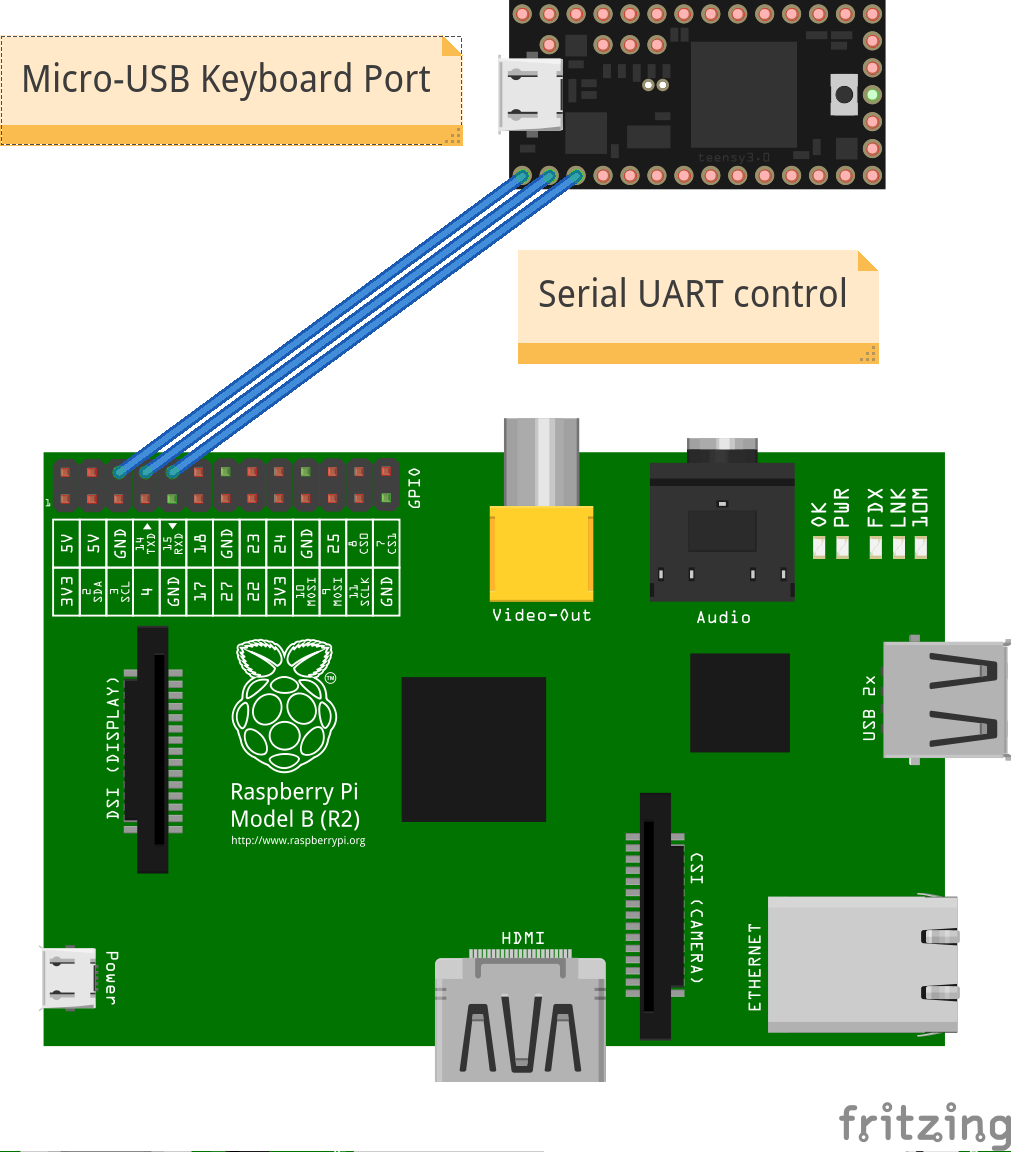 Micro-USB Keyboard Port
teensy3.0
Serial UART control
GPIO
1
5V 5V GND 14 TXD 15 RXD 18 GND 23 24 GND 25 8 CS0 7 CS1
3V3 2 SDA 3 SCL 4 GND 17 27 22 3V3 10 MOSI 9 MOSI 11 SCLK GND
OK PWR FDX LNK 10M
Video-Out
Audio
USB 2x
DSI (DISPLAY)
TM
Raspberry Pi
Model B (R2)
http://www.raspberrypi.org
CSI (CAMERA)
HDMI
ETHERNET
Power
fritzing